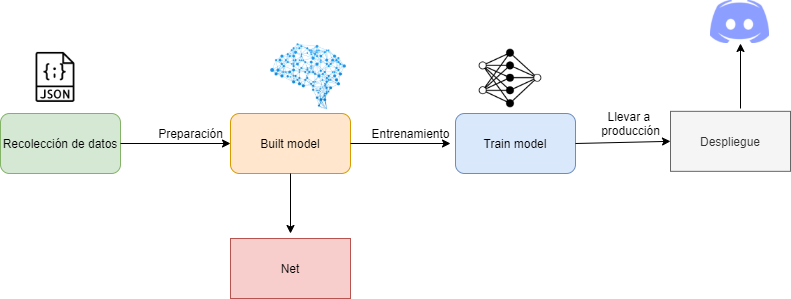 {;}
JSON
Recolección de datos
Preparación
Built model
Entrenamiento
Train model
Llevar a
producción
Despliegue
Net